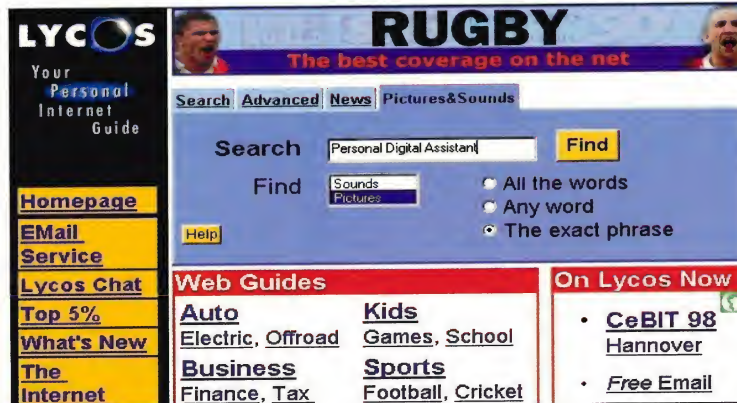 LYCOS
Your
Personal
Internet
Guide
Homepage
EMail
Service
Lycos Chat
Top 5%
What's New
The
Internet
RUGBY
The best coverage on the net
Search Advanced News Pictures&Sounds
Search Personal Digital Assistant Find
Find Sounds
Pictures
All the words
Any word
The exact phrase
Help
Web Guides
Auto
Electric, Offroad
Kids
Games, School
Business
Finance, Tax
Sports
Football, Cricket
On Lycos Now
• CeBIT 98
Hannover
• Free Email